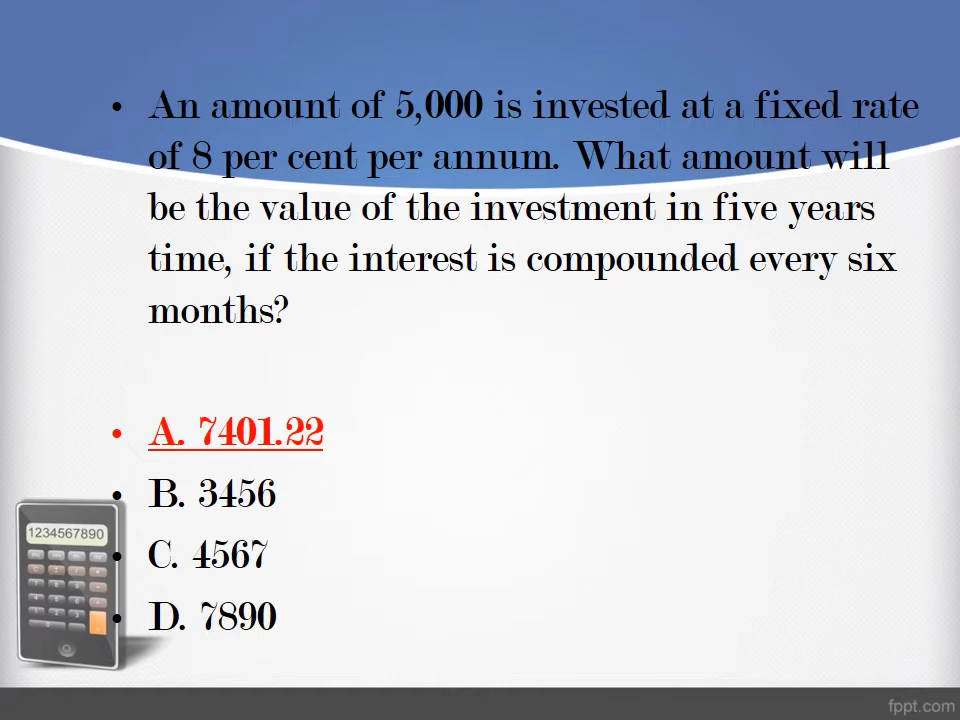 • An amount of 5,000 is invested at a fixed rate
of 8 per cent per annum. What amount will
be the value of the investment in five years
time, if the interest is compounded every six
months?
• A. 7401.22
• B. 3456
• C. 4567
• D. 7890
1234567890
fppt.com